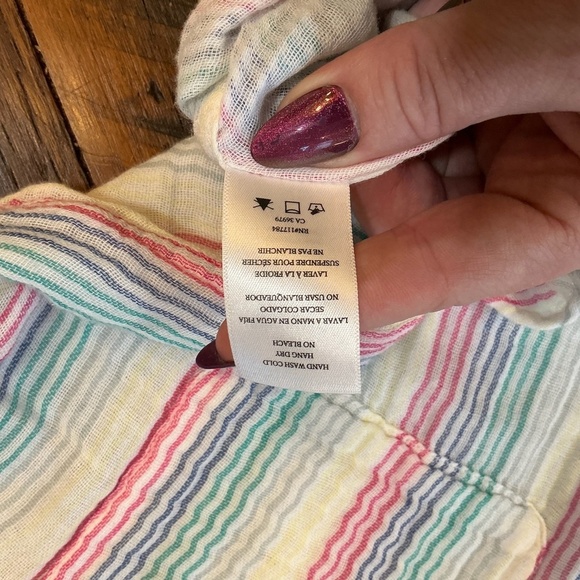 HAND WASH COLD
HANG DRY
NO BLEACH
LAVAR A MANO EN AGUA FRÍA
SECAR COLGADO
NO USAR BLANQUEADOR
LAVER À LA FROIDE
SUSPENDRE POUR SÉCHER
NE PAS BLANCHIR
RN#117784
CA 36979